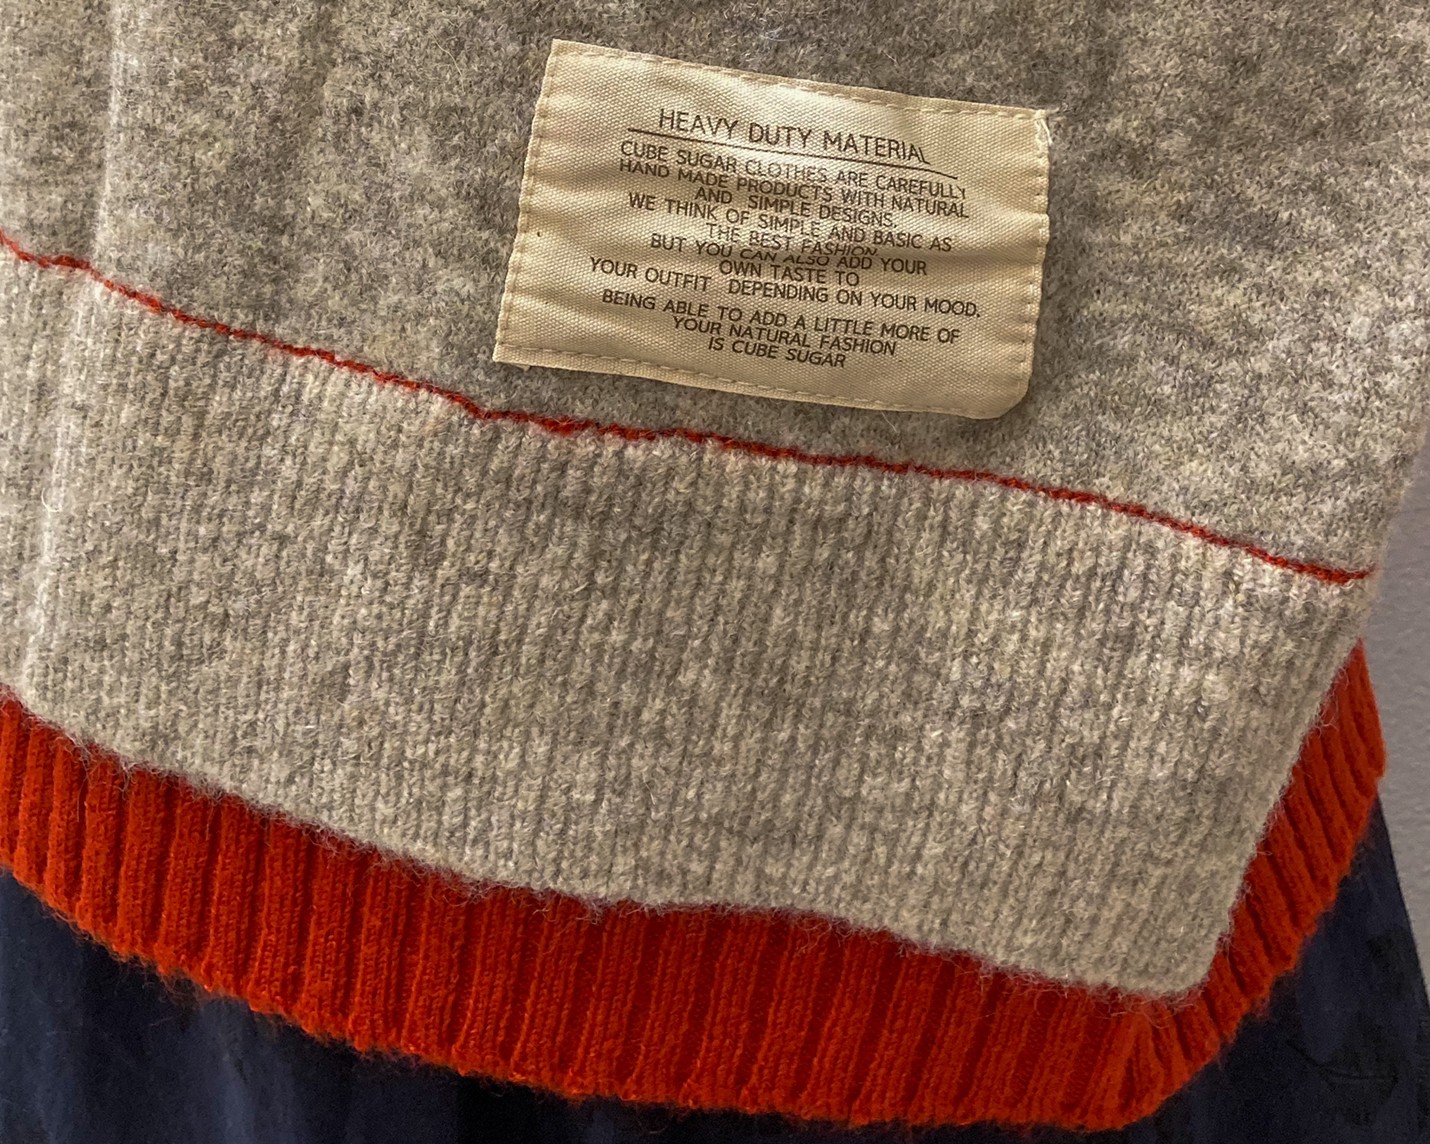 HEAVY DUTY MATERIAL
CUBE SUGAR CLOTHES ARE CAREFULLY
HAND MADE PRODUCTS WITH NATURAL
AND SIMPLE DESIGNS.
WE THINK OF SIMPLE AND BASIC AS
THE BEST FASHION
BUT YOU CAN ALSO ADD YOUR
OWN TASTE TO
YOUR OUTFIT DEPENDING ON YOUR MOOD.
BEING ABLE TO ADD A LITTLE MORE OF
YOUR NATURAL FASHION
IS CUBE SUGAR